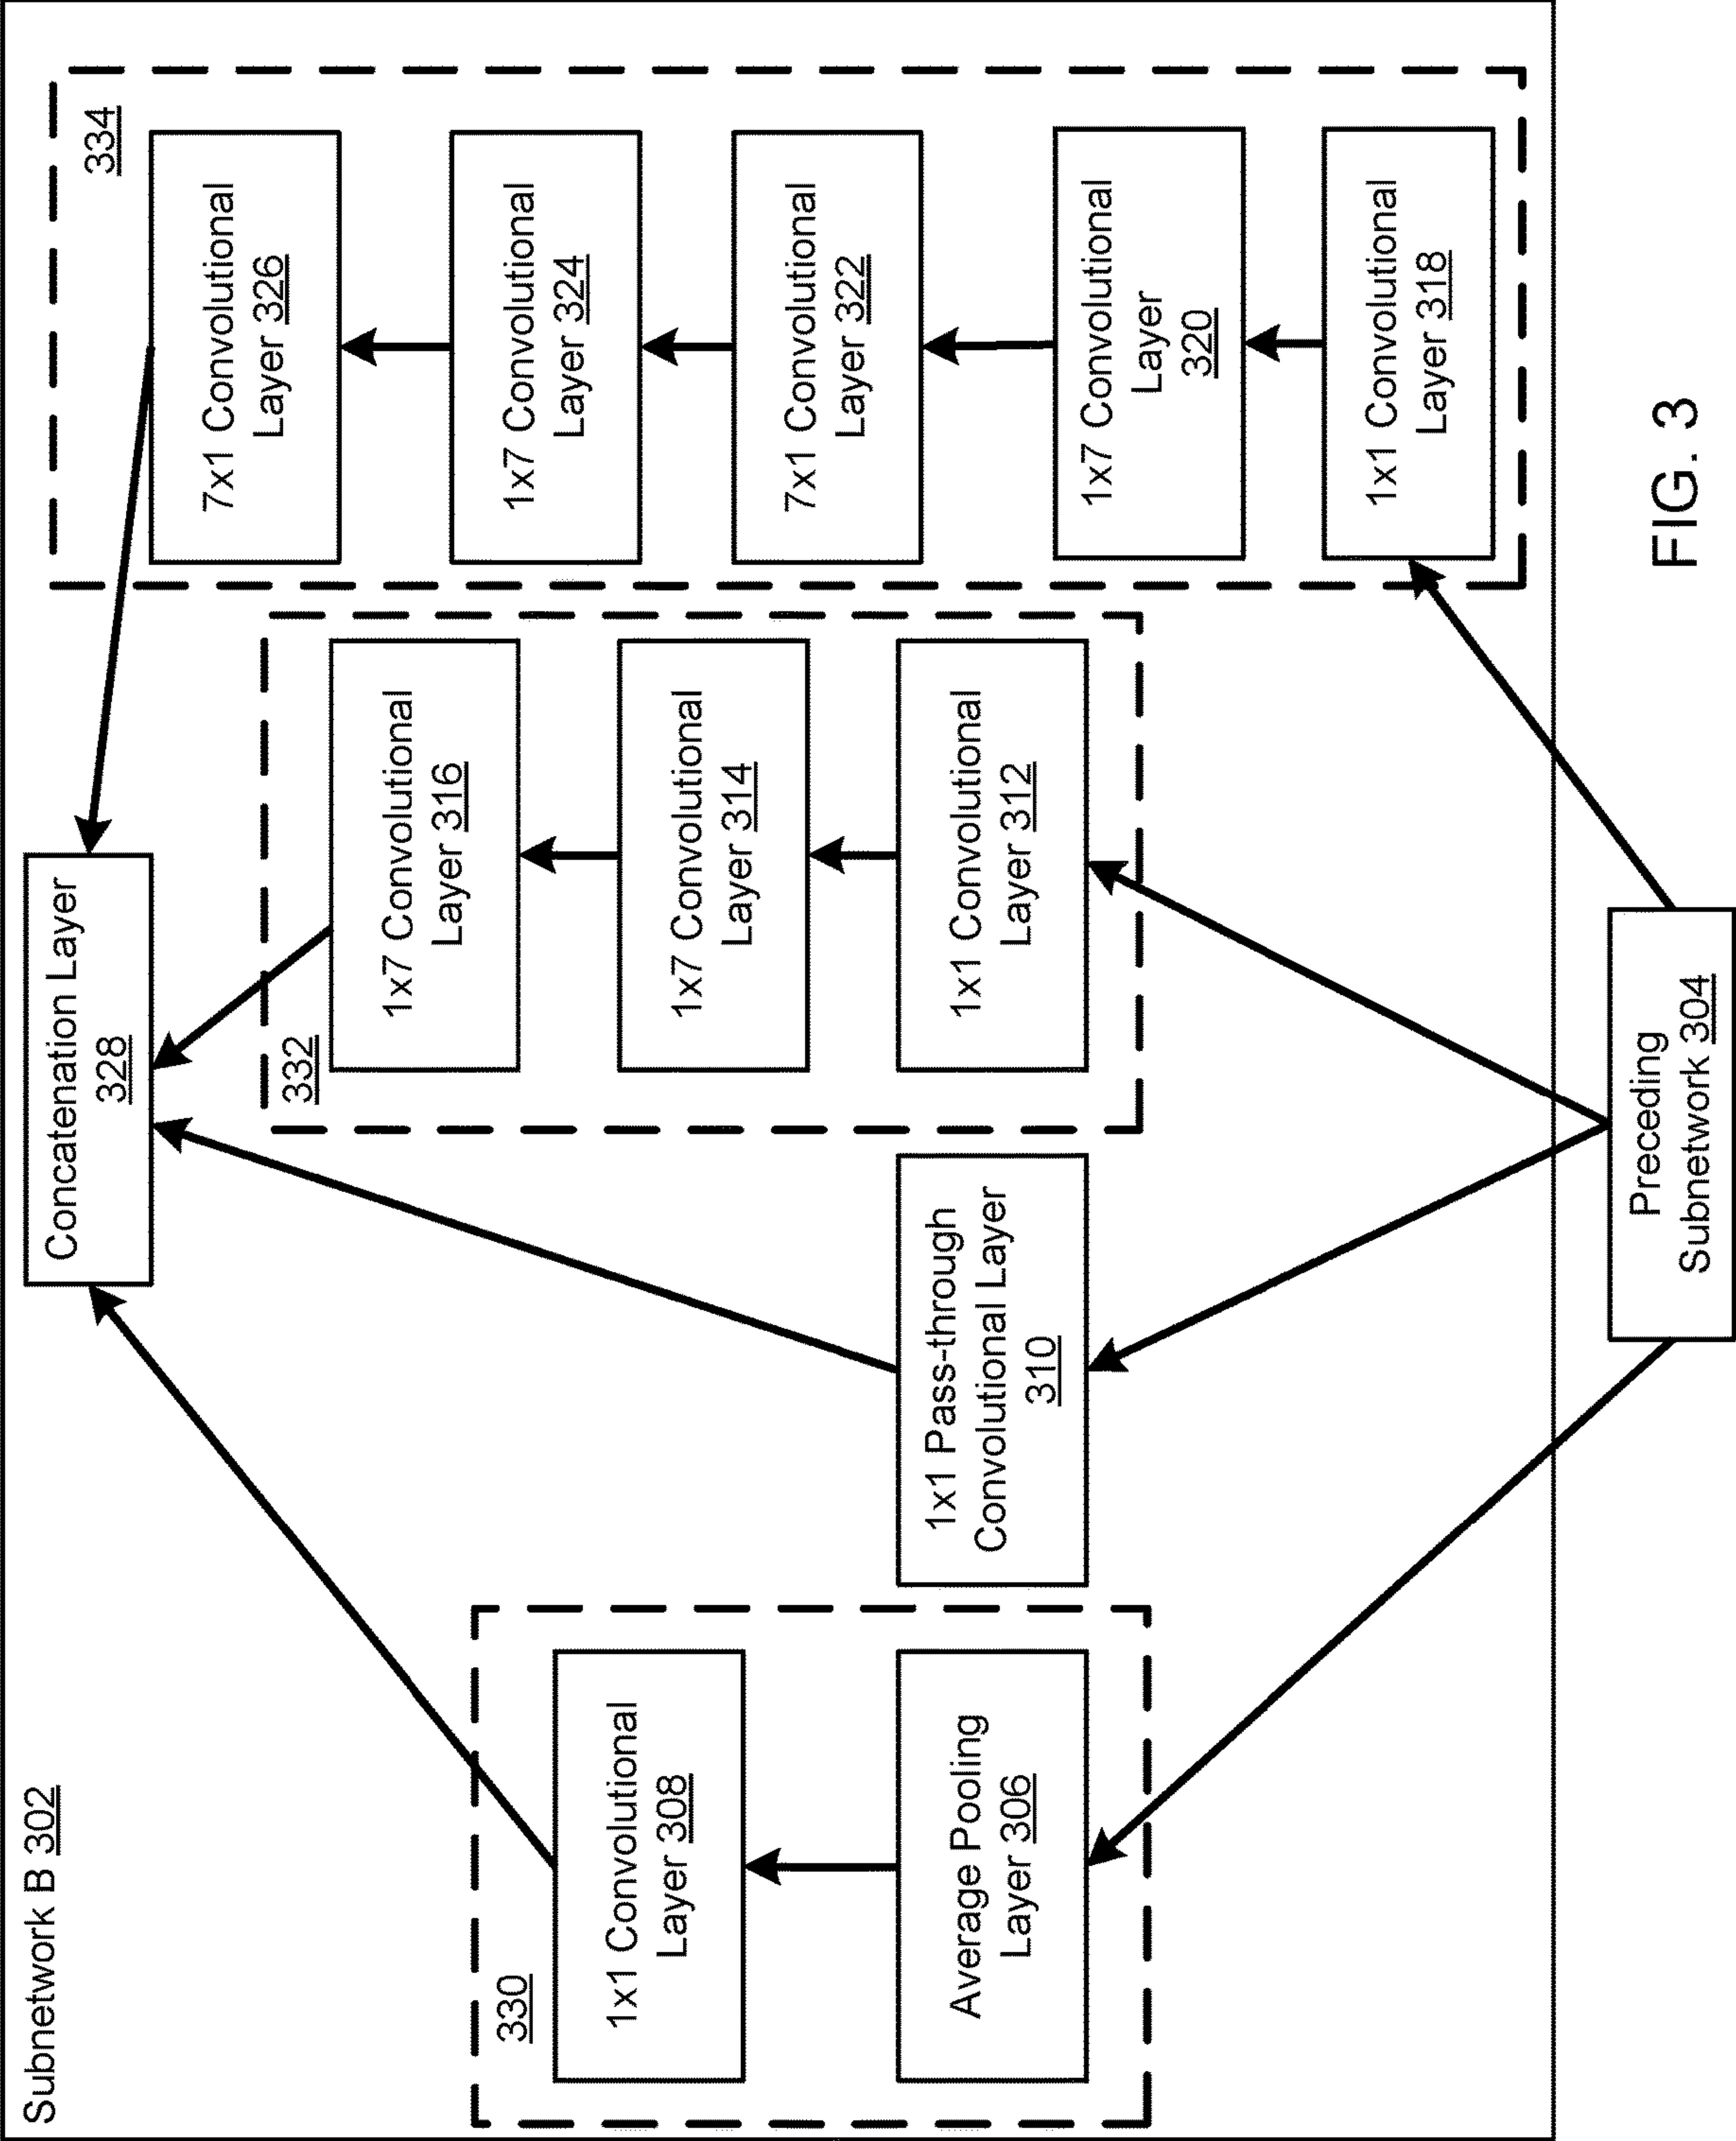 Subnetwork B 302
Concatenation Layer
328
330
1x1 Convolutional
Layer 308
Average Pooling
Layer 306
1x1 Pass-through
Convolutional Layer
310
332
1x7 Convolutional
Layer 316
1x7 Convolutional
Layer 314
1x1 Convolutional
Layer 312
334
7x1 Convolutional
Layer 326
1x7 Convolutional
Layer 324
7x1 Convolutional
Layer 322
1x7 Convolutional
Layer
320
1x1 Convolutional
Layer 318
Preceding
Subnetwork 304
FIG. 3